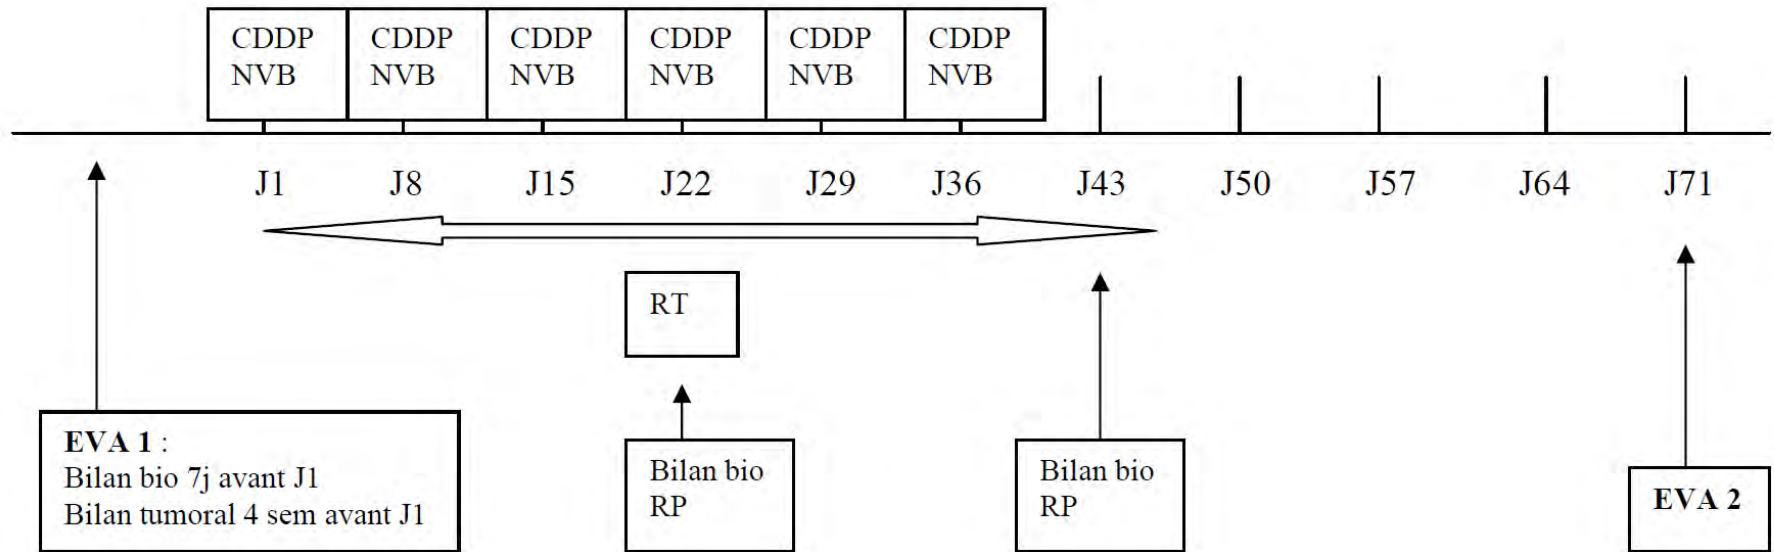 CDDP
NVB
CDDP
NVB
CDDP
NVB
CDDP
NVB
CDDP
NVB
CDDP
NVB
J1
J8
J15
J22
J29
J36
J43
J50
J57
J64
J71
RT
EVA 1 :
Bilan bio 7j avant J1
Bilan tumoral 4 sem avant J1
Bilan bio
RP
Bilan bio
RP
EVA 2